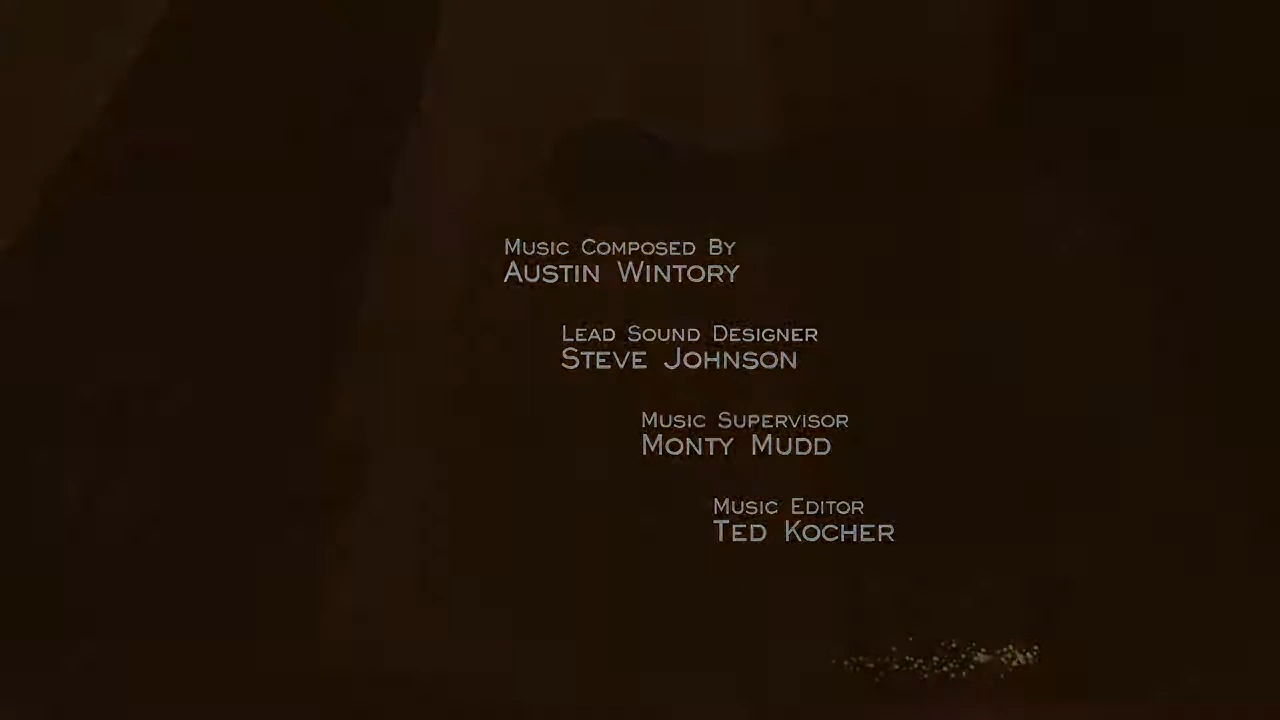 Music Composed By
Austin Wintory
Lead Sound Designer
Steve Johnson
Music Supervisor
Monty Mudd
Music Editor
Ted Kocher